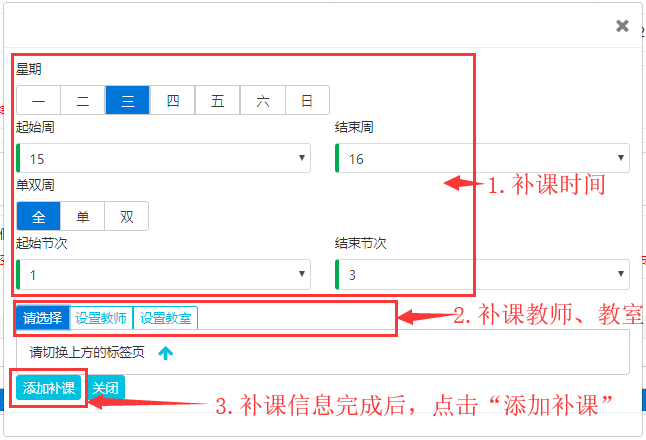 星期
一 二 三 四 五 六 日
起始周 结束周
15 16
1.补课时间
单双周
全 单 双
起始节次 结束节次
1 3
请选择 设置教师 设置教室
2.补课教师、教室
请切换上方的标签页
添加补课 关闭
3.补课信息完成后，点击“添加补课”